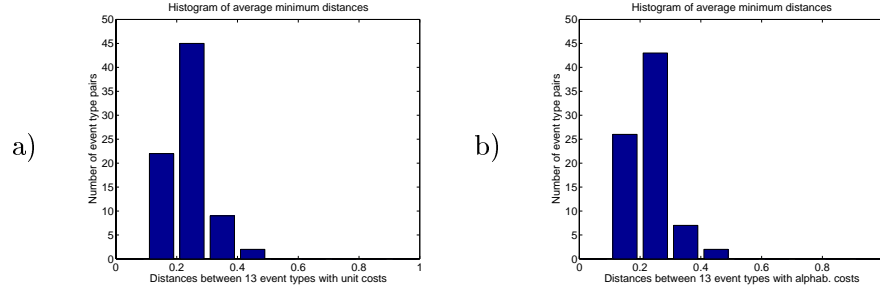 a)
Histogram of average minimum distances
Number of event type pairs
50
45
40
35
30
25
20
15
10
5
0
0 0.2 0.4 0.6 0.8 1
Distances between 13 event types with unit costs
b)
Histogram of average minimum distances
Number of event type pairs
50
45
40
35
30
25
20
15
10
5
0
0 0.2 0.4 0.6 0.8
Distances between 13 event types with alphab. costs